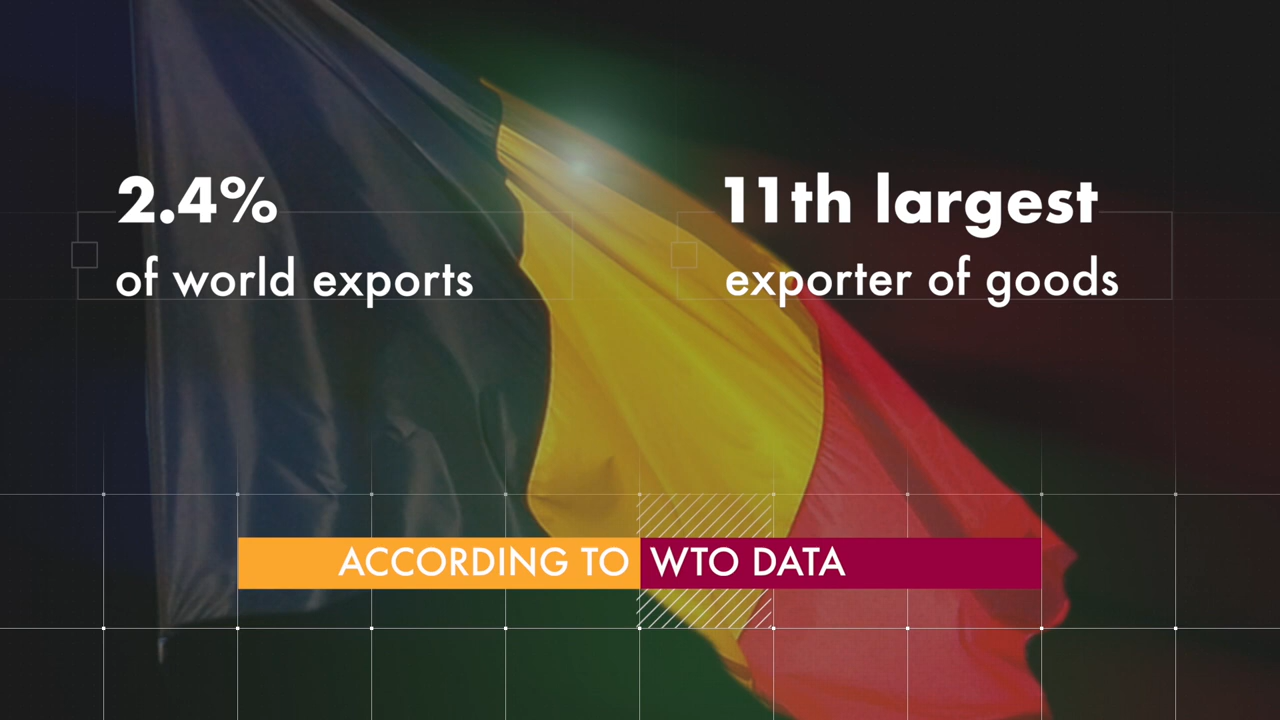 2.4%
of world exports
11th largest
exporter of goods
ACCORDING TO WTO DATA